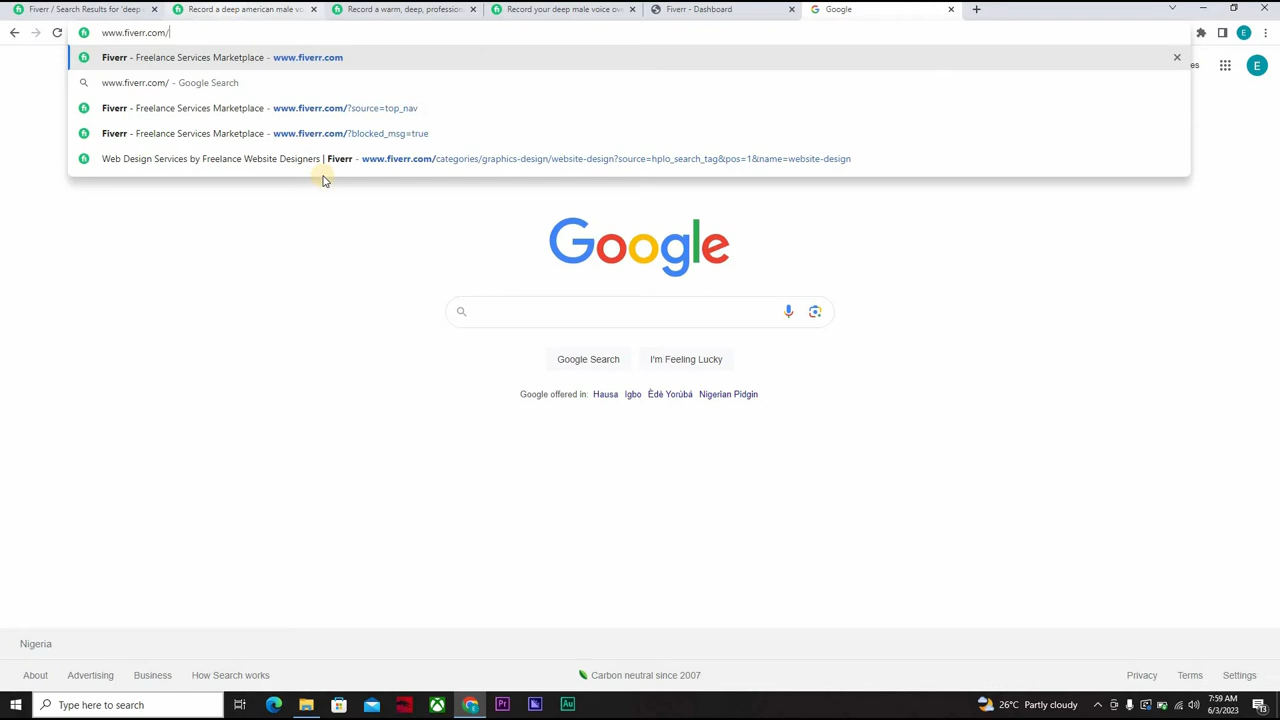 Fiverr / Search Results for 'deep
Record a deep american male vo
Record a warm, deep, profession
Record your deep male voice ov
Fiverr - Dashboard
Google
www.fiverr.com/
E
Fiverr - Freelance Services Marketplace - www.fiverr.com
www.fiverr.com/ - Google Search
es
E
Fiverr - Freelance Services Marketplace - www.fiverr.com/?source=top_nav
Fiverr - Freelance Services Marketplace - www.fiverr.com/?blocked_msg=true
Web Design Services by Freelance Website Designers | Fiverr - www.fiverr.com/categories/graphics-design/website-design?source=hplo_search_tag&pos=1&name=website-design
Google
Google Search
I'm Feeling Lucky
Google offered in: Hausa Igbo Èdè Yorùbá Nigerian Pidgin
Nigeria
About Advertising Business How Search works
Carbon neutral since 2007
Privacy Terms Settings
Type here to search
Pr
Au
26°C Partly cloudy
7:59 AM
6/3/2023